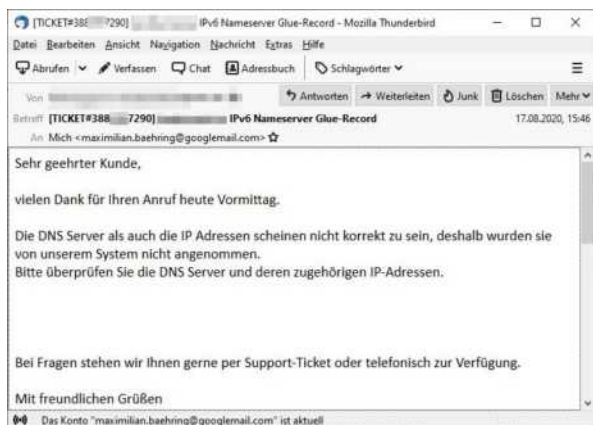 [TICKET#388 7290] IPv6 Nameserver Glue-Record - Mozilla Thunderbird
Datei Bearbeiten Ansicht Navigation Nachricht Extras Hilfe
Abrufen Verfassen Chat Adressbuch Schlagwörter
Von Antworten Weiterleiten Junk Löschen Mehr
Betreff [TICKET#388 7290] IPv6 Nameserver Glue-Record 17.08.2020, 15:46
An Mich <maximilian.baehring@googlemail.com>
Sehr geehrter Kunde,
vielen Dank für Ihren Anruf heute Vormittag.
Die DNS Server als auch die IP Adressen scheinen nicht korrekt zu sein, deshalb wurden sie
von unserem System nicht angenommen.
Bitte überprüfen Sie die DNS Server und deren zugehörigen IP-Adressen.
Bei Fragen stehen wir Ihnen gerne per Support-Ticket oder telefonisch zur Verfügung.
Mit freundlichen Grüßen
Das Konto "maximilian.baehring@googlemail.com" ist aktuell